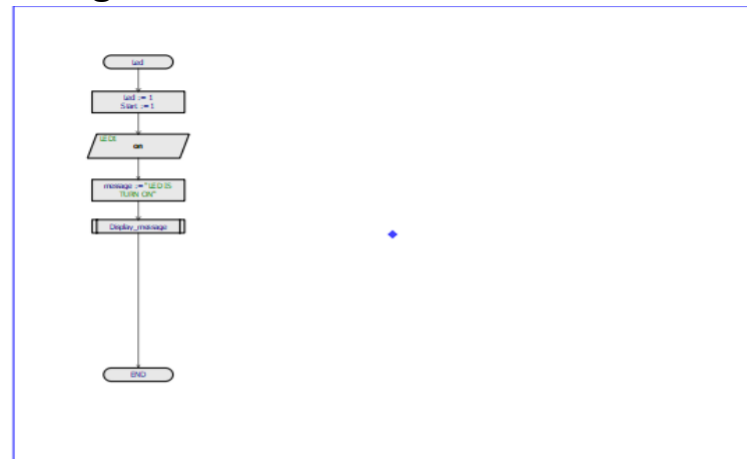 Led
Led := 1
Start := 1
LED1
on
message := "LED IS
TURN ON"
Display_message
END